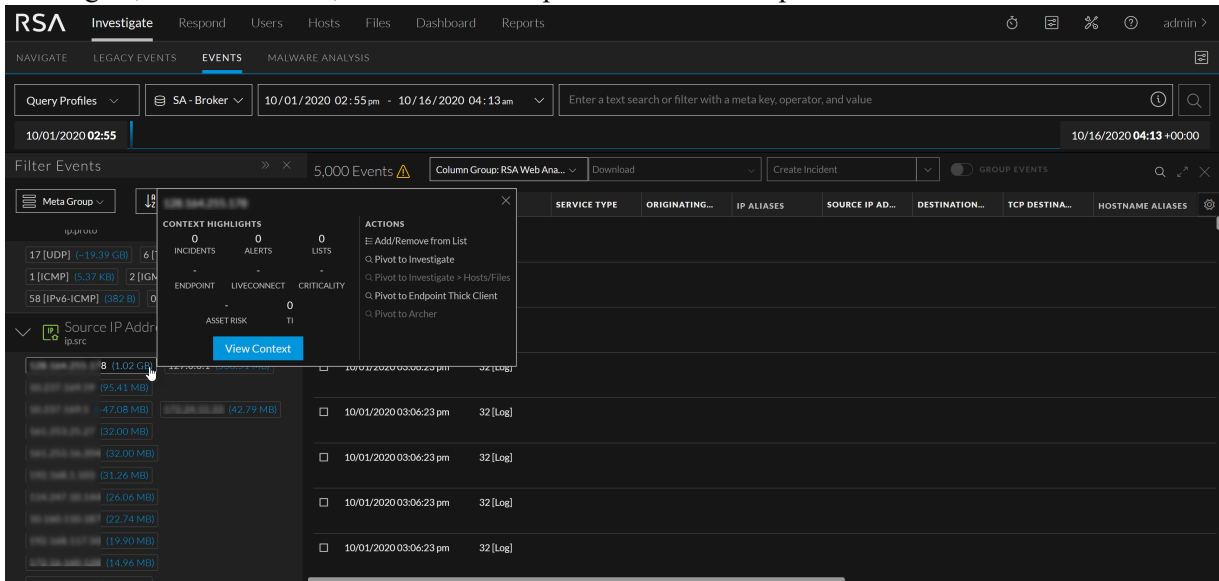 RSA Investigate Respond Users Hosts Files Dashboard Reports admin >
NAVIGATE LEGACY EVENTS EVENTS MALWARE ANALYSIS
Query Profiles SA - Broker 10/01/2020 02:55 pm - 10/16/2020 04:13 am Enter a text search or filter with a meta key, operator, and value
10/01/2020 02:55 10/16/2020 04:13 +00:00
Filter Events » × 5,000 Events Column Group: RSA Web Ana... Download Create Incident GROUP EVENTS
Meta Group SERVICE TYPE ORIGINATING... IP ALIASES SOURCE IP AD... DESTINATION... TCP DESTINA... HOSTNAME ALIASES
CONTEXT HIGHLIGHTS
0 0 0
INCIDENTS ALERTS LISTS
- - -
ENDPOINT LIVECONNECT CRITICALITY
- 0
ASSET RISK TI
View Context
ACTIONS
Add/Remove from List
Pivot to Investigate
Pivot to Investigate > Hosts/Files
Pivot to Endpoint Thick Client
Pivot to Archer
ip.proto
17 [UDP] (~19.39 GB) 6 [
1 [ICMP] (5.37 KB) 2 [IGM
58 [IPv6-ICMP] (382 B) 0
Source IP Addr
ip.src
8 (1.02 GB)
(95.41 MB)
47.08 MB) (42.79 MB)
(32.00 MB)
(32.00 MB)
(31.26 MB)
(26.06 MB)
(22.74 MB)
(19.90 MB)
(14.96 MB)
10/01/2020 03:06:23 pm 32 [Log]
10/01/2020 03:06:23 pm 32 [Log]
10/01/2020 03:06:23 pm 32 [Log]
10/01/2020 03:06:23 pm 32 [Log]
10/01/2020 03:06:23 pm 32 [Log]